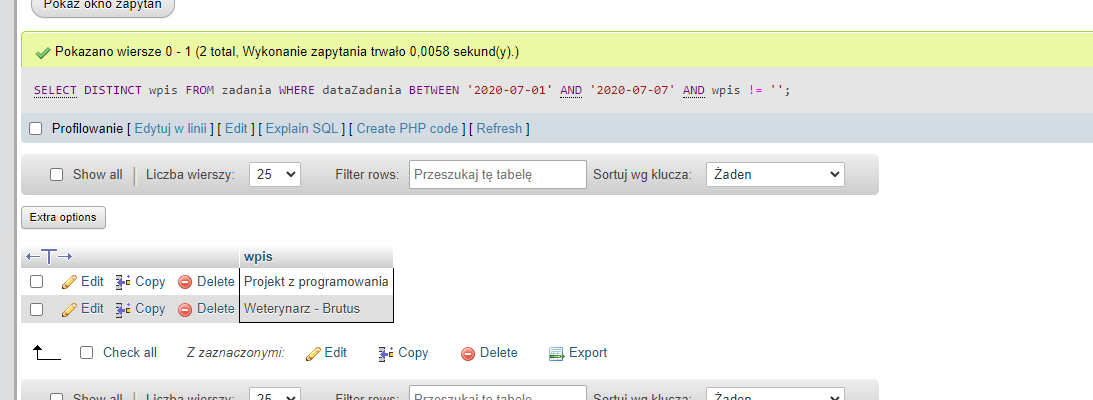 Pokaż okno zapytań
Pokazano wiersze 0 - 1 (2 total, Wykonanie zapytania trwało 0,0058 sekund(y).)
SELECT DISTINCT wpis FROM zadania WHERE dataZadania BETWEEN '2020-07-01' AND '2020-07-07' AND wpis != '';
Profilowanie [ Edytuj w linii ] [ Edit ] [ Explain SQL ] [ Create PHP code ] [ Refresh ]
Show all Liczba wierszy: 25 Filter rows: Przeszukaj tę tabelę Sortuj wg klucza: Żaden
Extra options
wpis
Edit Copy Delete Projekt z programowania
Edit Copy Delete Weterynarz - Brutus
Check all Z zaznaczonymi: Edit Copy Delete Export
Show all Liczba wierszy: 25 Filter rows: Przeszukaj tę tabelę Sortuj wg klucza: Żaden